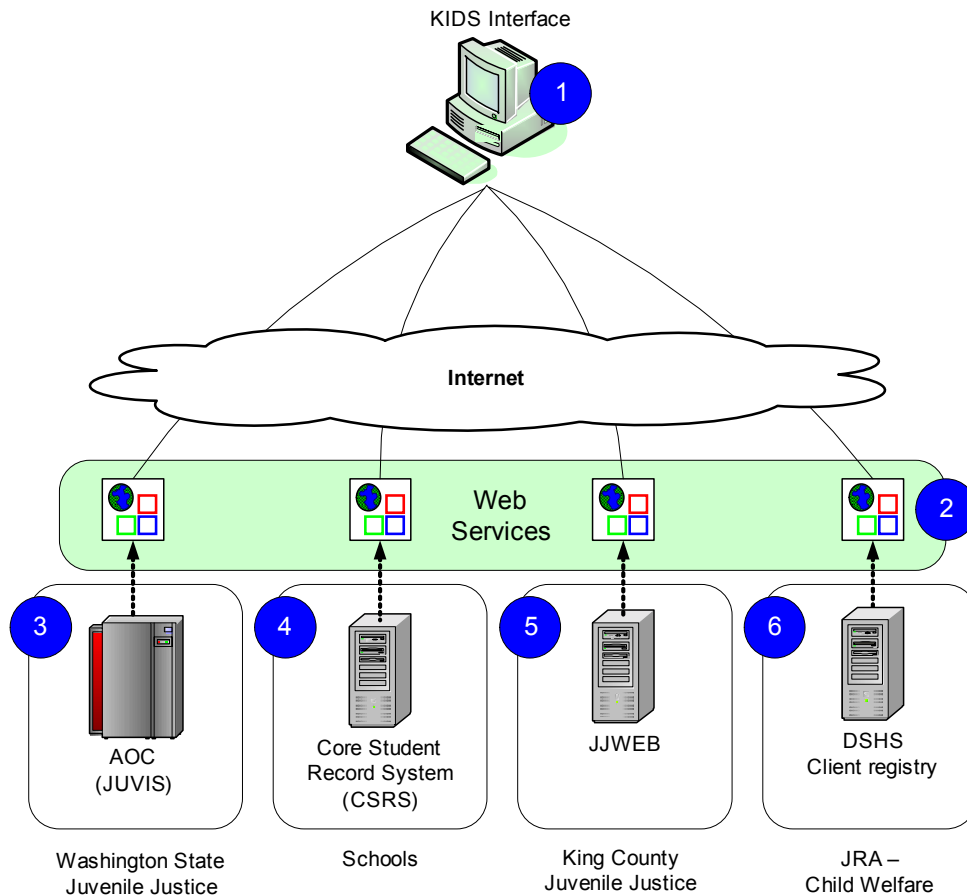 KIDS Interface
1
Internet
Web
Services
2
3
4
5
6
AOC
(JUVIS)
Core Student
Record System
(CSRS)
JJWEB
DSHS
Client registry
Washington State
Juvenile Justice
Schools
King County
Juvenile Justice
JRA –
Child Welfare